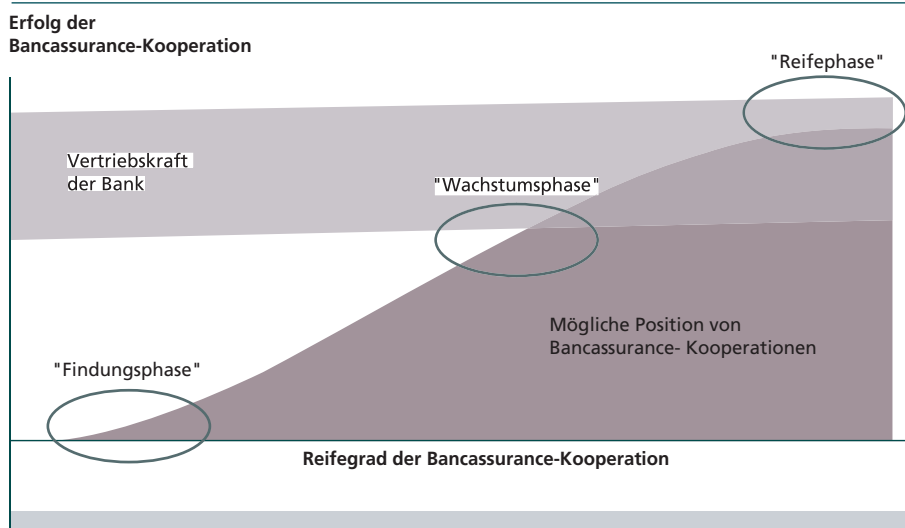 Erfolg der
Bancassurance-Kooperation
"Reifephase"
Vertriebskraft
der Bank
"Wachstumsphase"
Mögliche Position von
Bancassurance- Kooperationen
"Findungsphase"
Reifegrad der Bancassurance-Kooperation